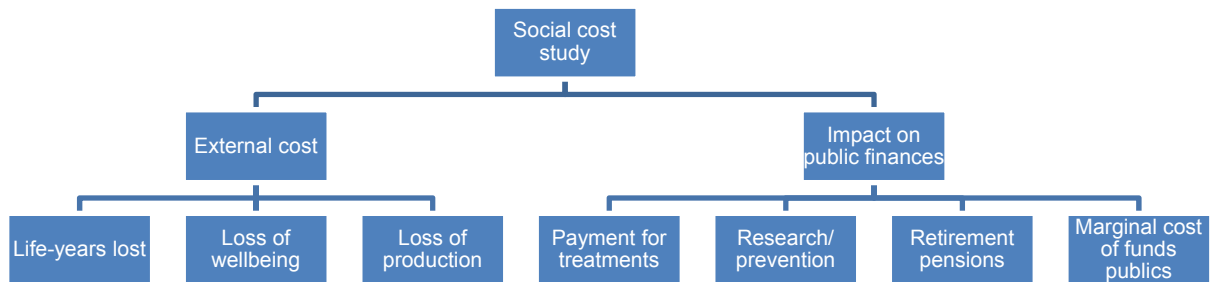 Social cost
study
External cost
Impact on
public finances
Life-years lost
Loss of
wellbeing
Loss of
production
Payment for
treatments
Research/
prevention
Retirement
pensions
Marginal cost
of funds
publics